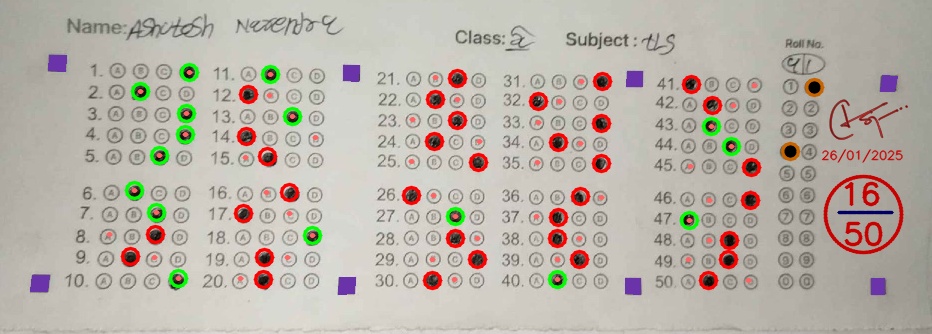 Name: Ashutosh Narendra
Class: X Subject: HS
Roll No.
41
1. A B C 11. A C D 21. A B D 31. A B C 41. B C D
2. A C D 12. B C D 22. A C D 32. B C D 42. A C D
3. A B C 13. A B D 23. A B D 33. A B C 43. A C D
4. A B C 14. B C D 24. A C D 34. A C D 44. A B D
5. A B D 15. A C D 25. A B C 35. A B C 45. A B C
6. A C D 16. A B D 26. B C D 36. A B D 46. A B C
7. A B D 17. B C D 27. A B D 37. A C D 47. B C D
8. A B D 18. A B C 28. A B D 38. A C D 48. A B D
9. A C D 19. A C D 29. A B C 39. A B D 49. A B D
10. A B C 20. A C D 30. A C D 40. A C D 50. A C D
1
2 2
3 3
4
5 5
6 6
7 7
8 8
9 9
0 0
26/01/2025
16
50